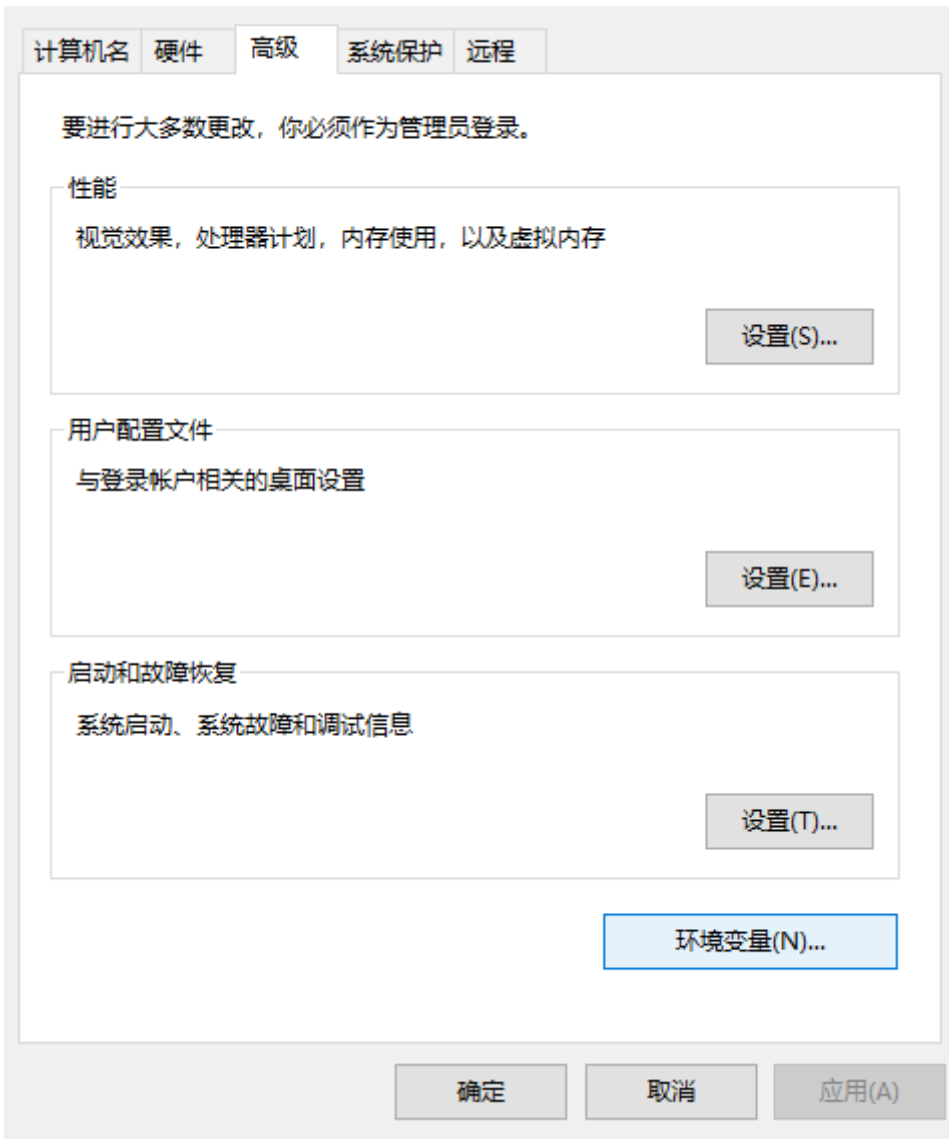 计算机名 硬件 高级 系统保护 远程
要进行大多数更改，你必须作为管理员登录。
性能
视觉效果，处理器计划，内存使用，以及虚拟内存
设置(S)...
用户配置文件
与登录帐户相关的桌面设置
设置(E)...
启动和故障恢复
系统启动、系统故障和调试信息
设置(T)...
环境变量(N)...
确定 取消 应用(A)